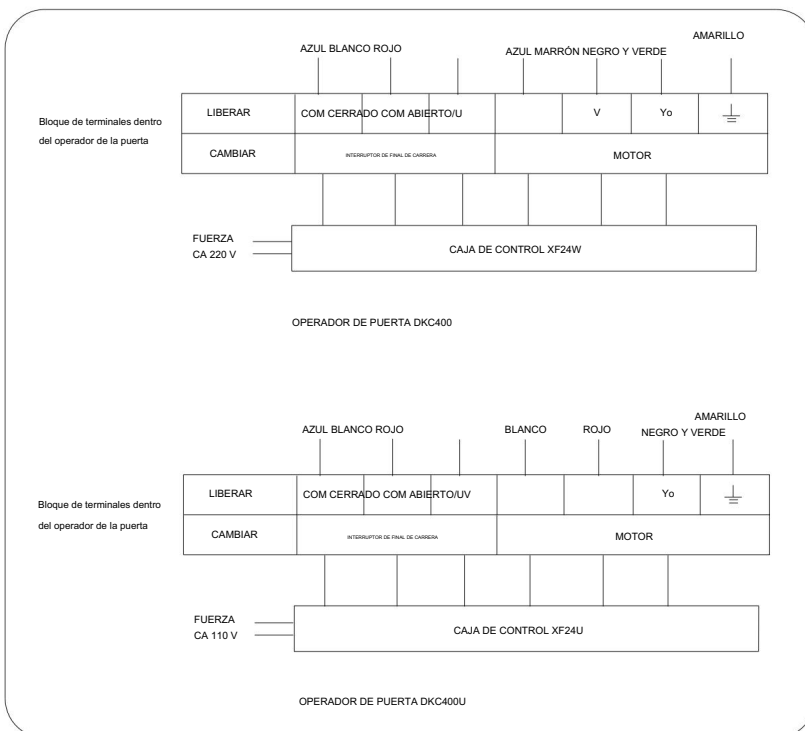 AMARILLO
AZUL BLANCO ROJO
AZUL MARRÓN NEGRO Y VERDE
Bloque de terminales dentro
del operador de la puerta
LIBERAR
COM CERRADO COM ABIERTO/U
V
Yo
CAMBIAR
INTERRUPTOR DE FINAL DE CARRERA
MOTOR
FUERZA
CA 220 V
CAJA DE CONTROL XF24W
OPERADOR DE PUERTA DKC400
AMARILLO
AZUL BLANCO ROJO
BLANCO
ROJO
NEGRO Y VERDE
Bloque de terminales dentro
del operador de la puerta
LIBERAR
COM CERRADO COM ABIERTO/UV
Yo
CAMBIAR
INTERRUPTOR DE FINAL DE CARRERA
MOTOR
FUERZA
CA 110 V
CAJA DE CONTROL XF24U
OPERADOR DE PUERTA DKC400U